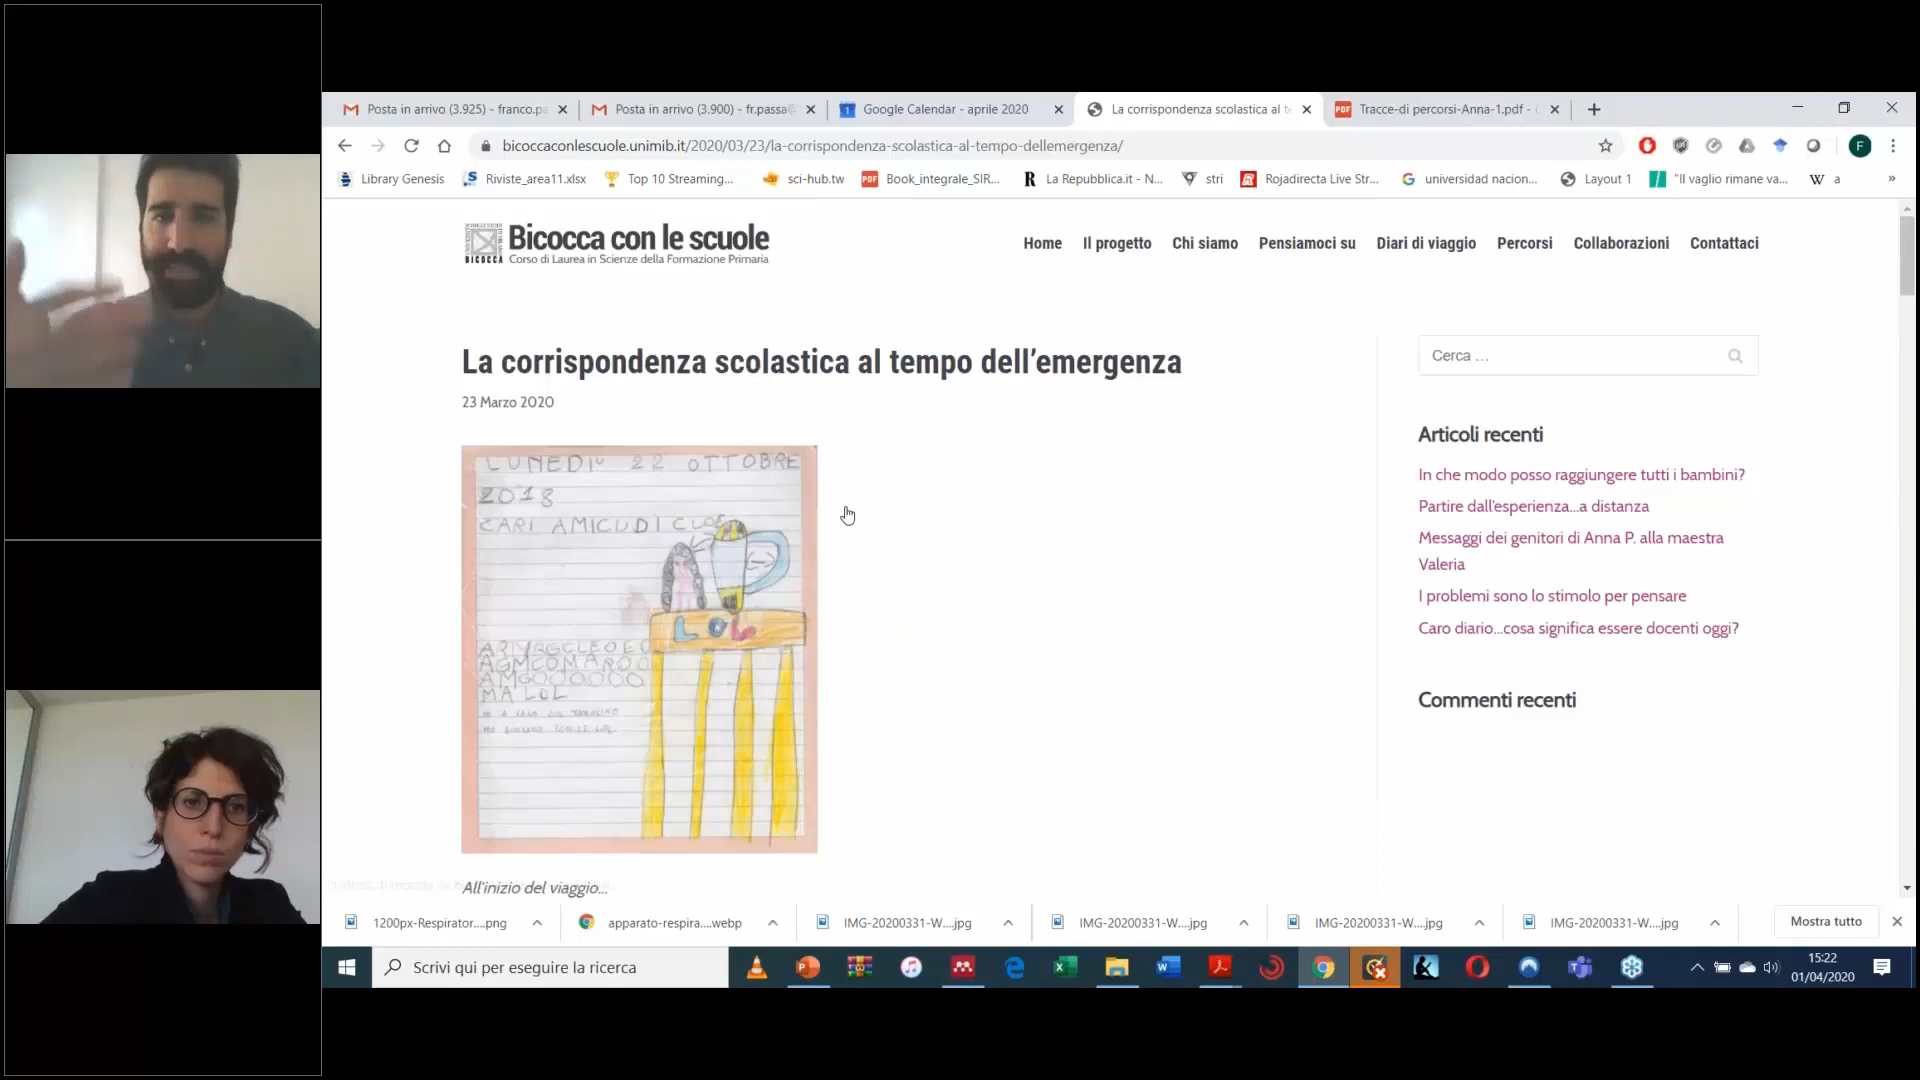 Posta in arrivo (3.925) - franco.pa
Posta in arrivo (3.900) - fr.passa@
Google Calendar - aprile 2020
La corrispondenza scolastica al t
Tracce-di percorsi-Anna-1.pdf -
bicoccaconlescuole.unimib.it/2020/03/23/la-corrispondenza-scolastica-al-tempo-dellemergenza/
F
Library Genesis
Riviste_area11.xlsx
Top 10 Streaming...
sci-hub.tw
Book_integrale_SIR...
La Repubblica.it - N...
stri
Rojadirecta Live Str...
universidad nacion...
Layout 1
"Il vaglio rimane va...
a
BICOCCA
Bicocca con le scuole
Corso di Laurea in Scienze della Formazione Primaria
Home
Il progetto
Chi siamo
Pensiamoci su
Diari di viaggio
Percorsi
Collaborazioni
Contattaci
La corrispondenza scolastica al tempo dell'emergenza
23 Marzo 2020
LUNEDI 22 OTTOBRE
2018
CARI AMICI DI
LOL
MA LOL
All'inizio del viaggio...
Cerca ...
Articoli recenti
In che modo posso raggiungere tutti i bambini?
Partire dall'esperienza...a distanza
Messaggi dei genitori di Anna P. alla maestra
Valeria
I problemi sono lo stimolo per pensare
Caro diario...cosa significa essere docenti oggi?
Commenti recenti
1200px-Respirator....png
apparato-respira....webp
IMG-20200331-W....jpg
IMG-20200331-W....jpg
IMG-20200331-W....jpg
IMG-20200331-W....jpg
Mostra tutto
Scrivi qui per eseguire la ricerca
15:22
01/04/2020